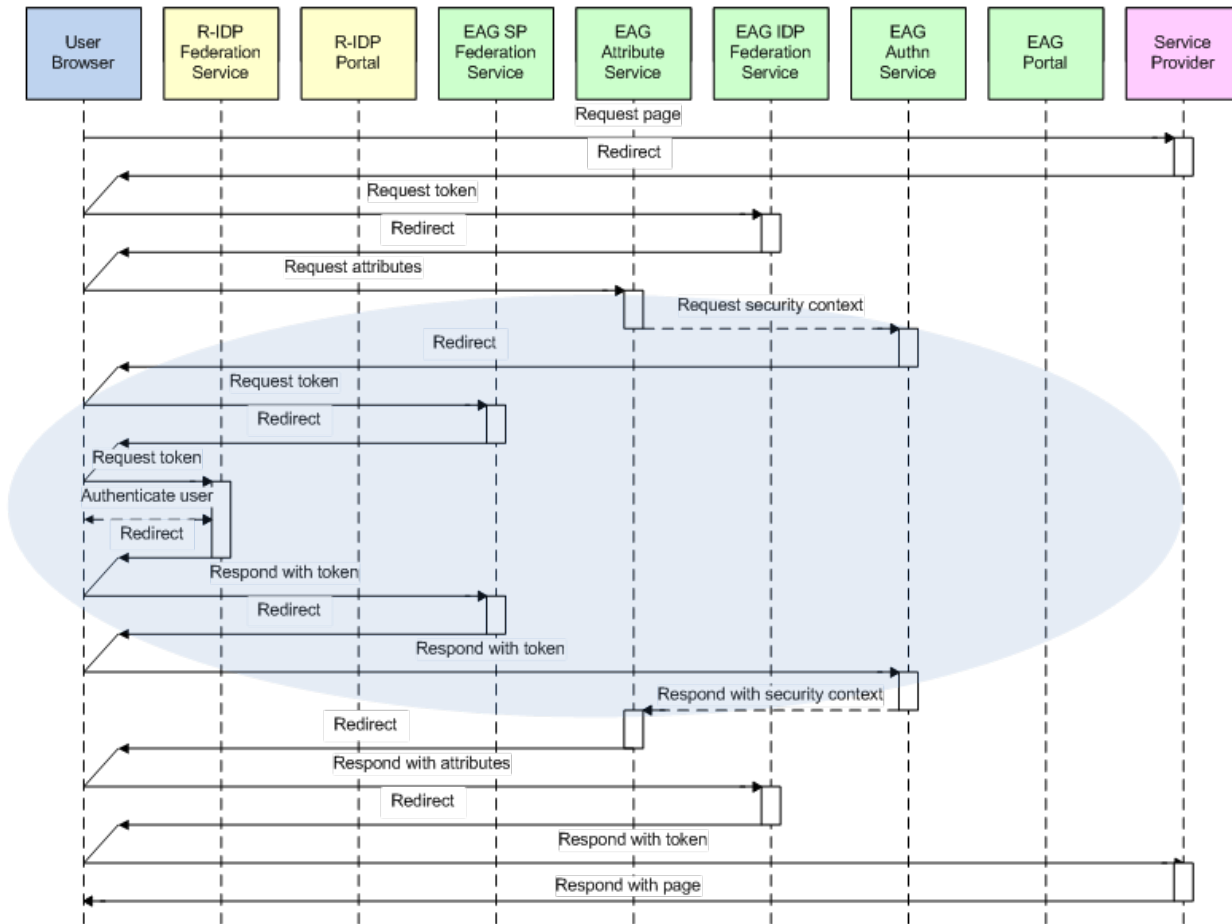 User
Browser
R-IDP
Federation
Service
R-IDP
Portal
EAG SP
Federation
Service
EAG
Attribute
Service
EAG IDP
Federation
Service
EAG
Authn
Service
EAG
Portal
Service
Provider
Request page
Redirect
Request token
Redirect
Request attributes
Request security context
Redirect
Request token
Redirect
Request token
Authenticate user
Redirect
Respond with token
Redirect
Respond with token
Respond with security context
Redirect
Respond with attributes
Redirect
Respond with token
Respond with page